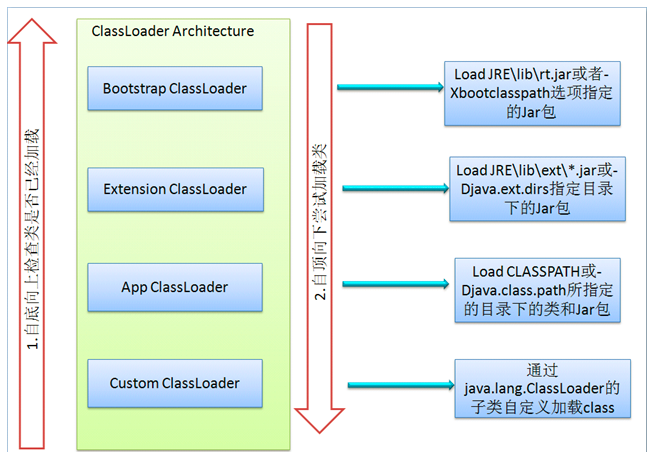 ClassLoader Architecture
1.自底向上检查类是否已经加载
2.自顶向下尝试加载类
Bootstrap ClassLoader
Load JRE\lib\rt.jar或者-
Xbootclasspath选项指定
的Jar包
Extension ClassLoader
Load JRE\lib\ext\*.jar或-
Djava.ext.dirs指定目录
下的Jar包
App ClassLoader
Load CLASSPATH或-
Djava.class.path所指定
的目录下的类和Jar包
Custom ClassLoader
通过
java.lang.ClassLoader的
子类自定义加载class